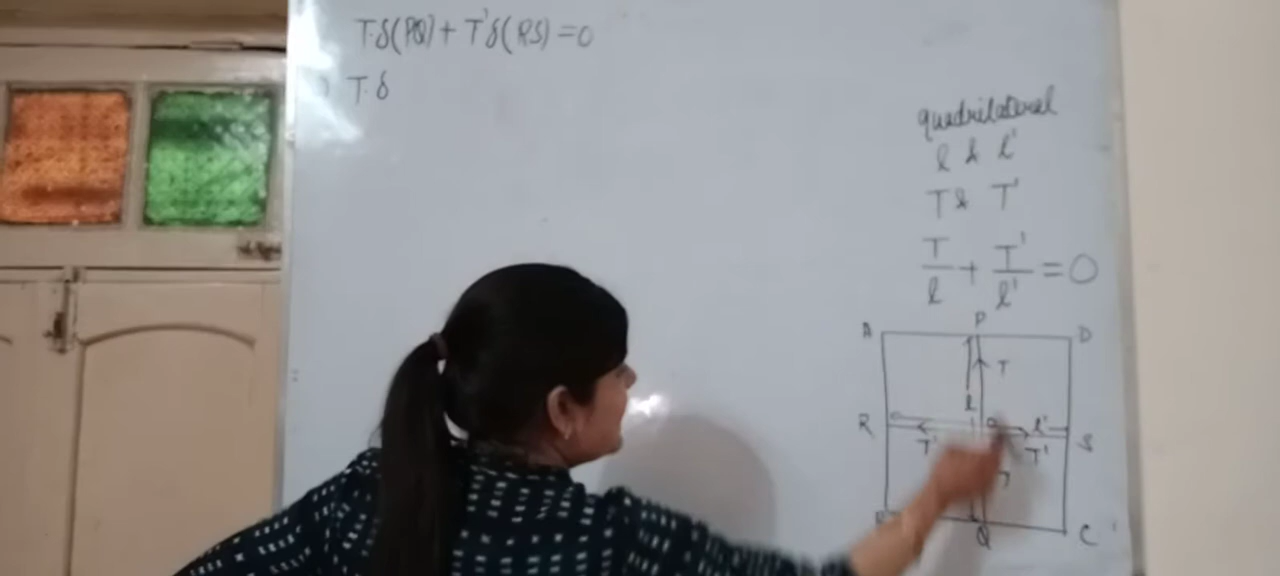 T.δ(PQ) + T'δ(RS) = 0
T.δ
quadrilateral
l & l'
T & T'
T/l + T'/l' = 0
A P D
T
l
R l' S
T' T'
Q C